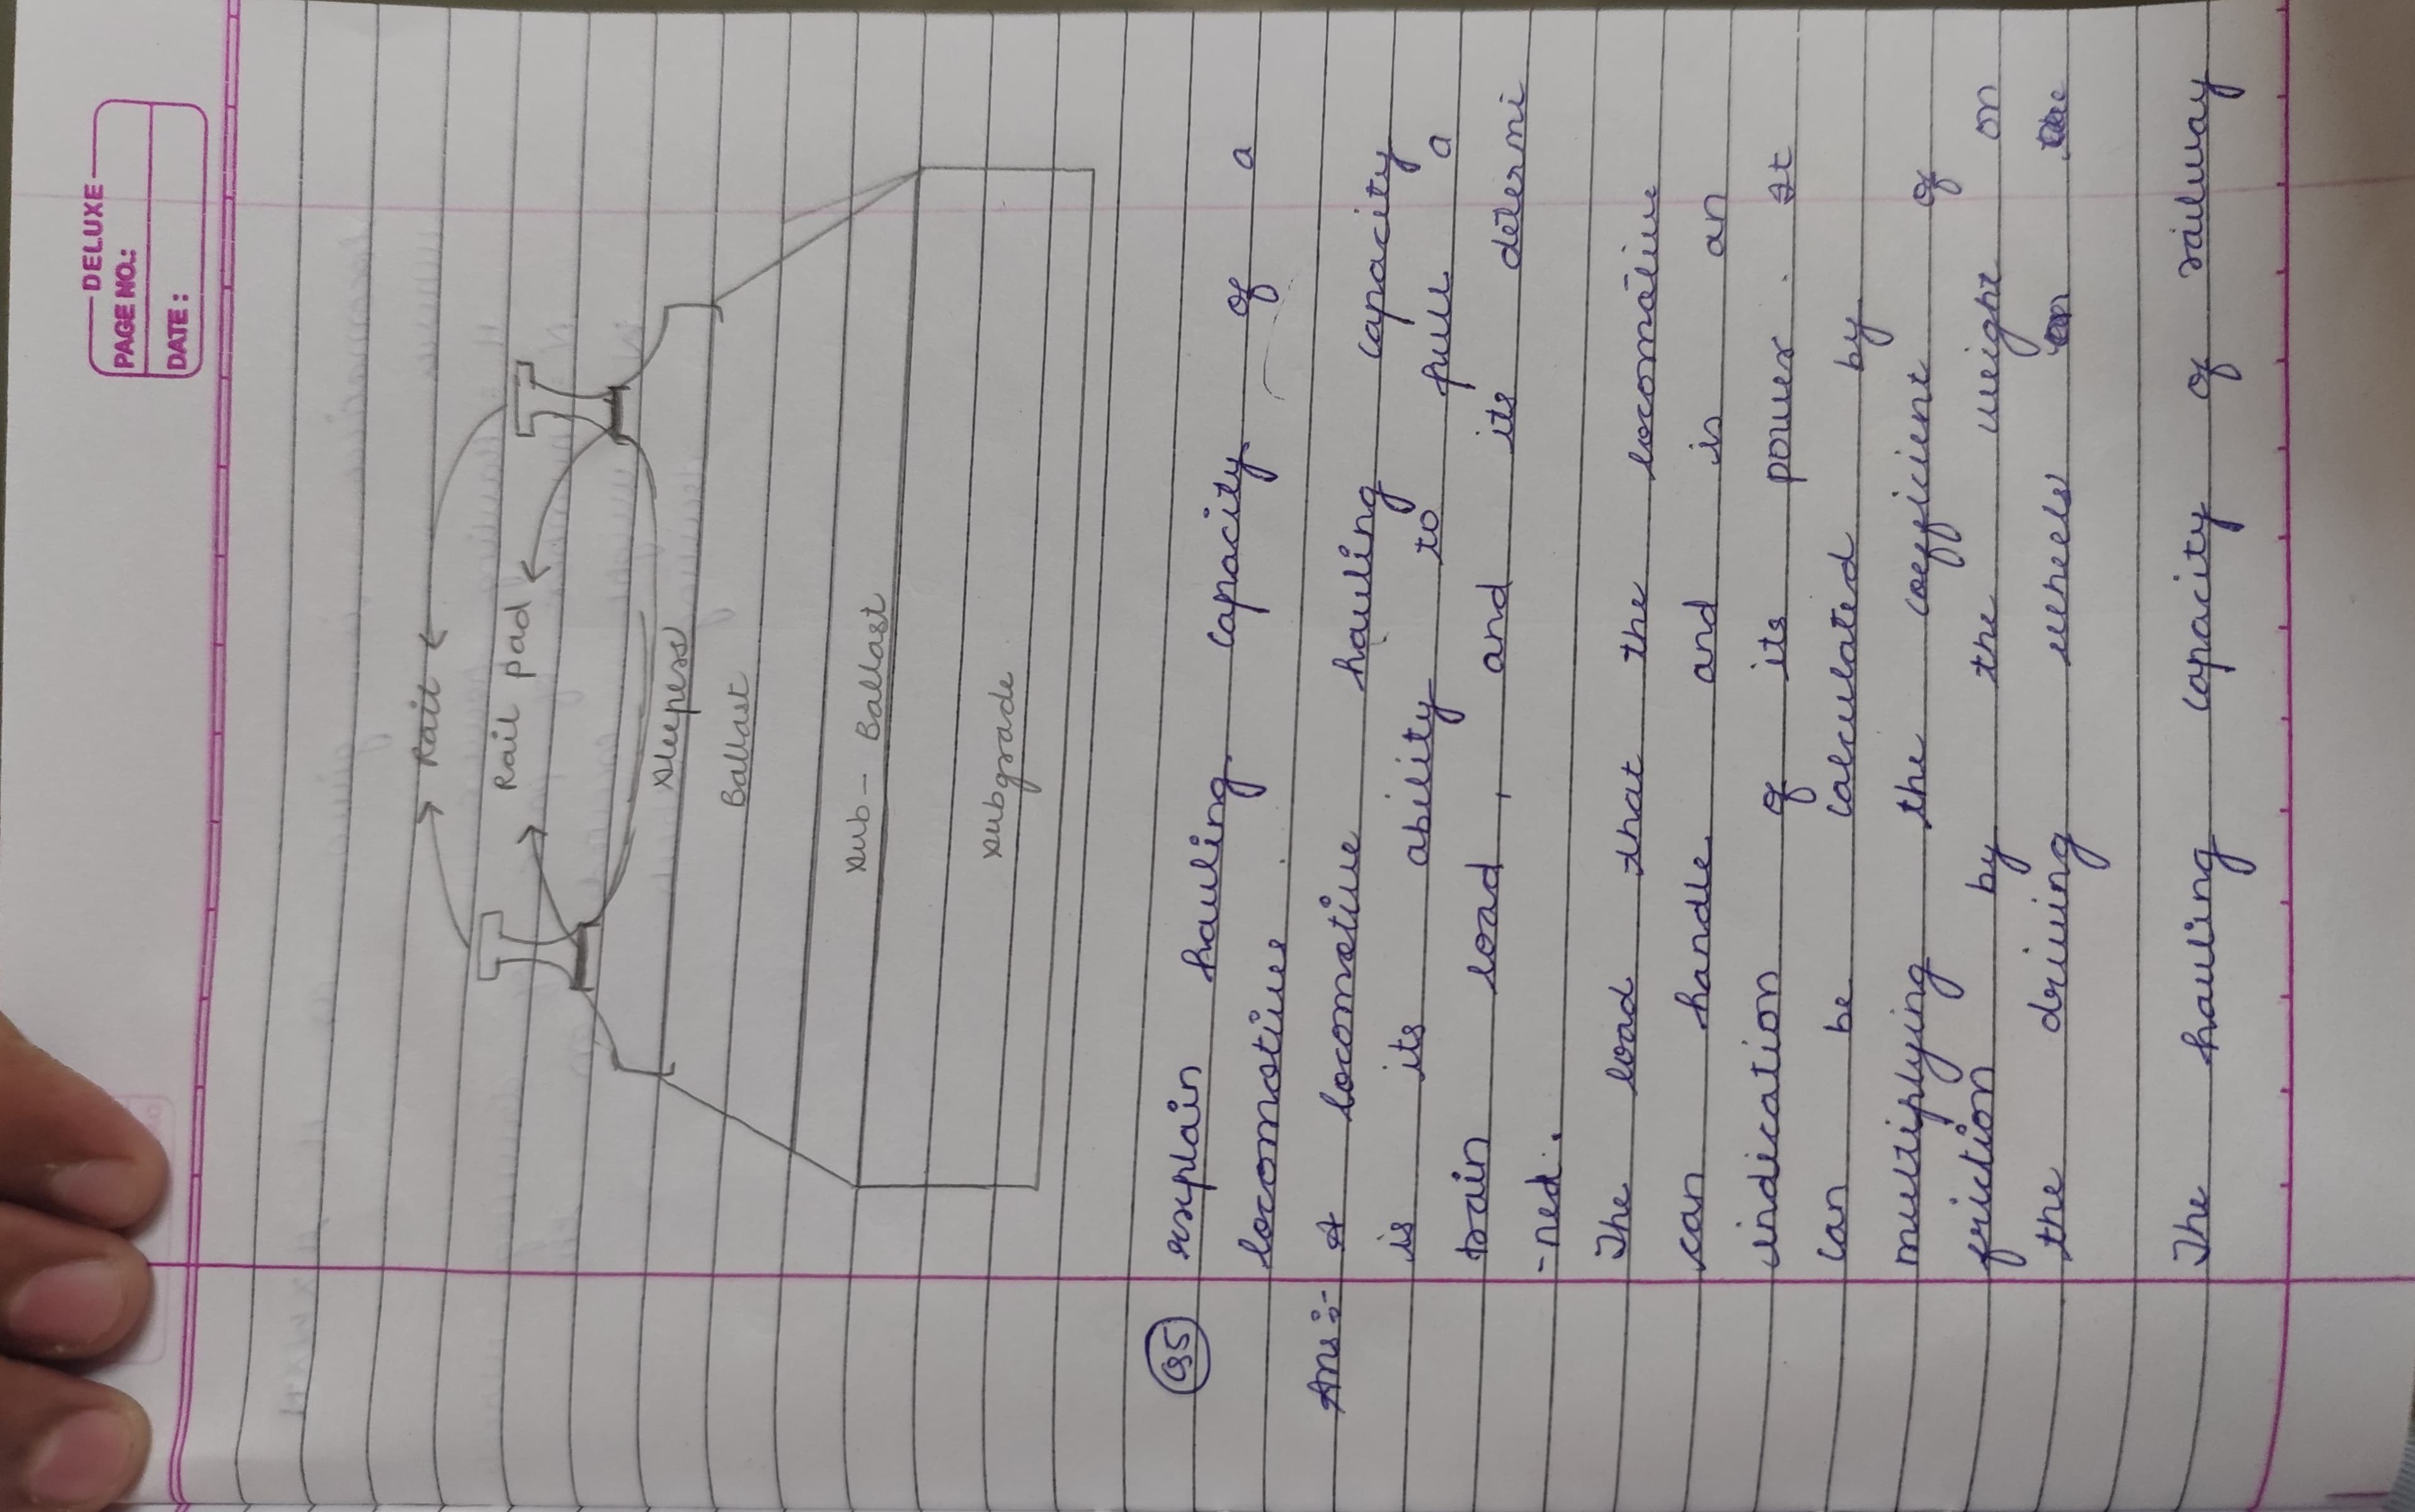 DELUXE
PAGE NO.:
DATE :
Rail
Rail pad
sleepers
Ballast
sub - Ballast
subgrade
Q5 explain hauling capacity of a
locomotive .
Ans :- A locomotive hauling capacity
is its ability to pull a
train load , and its determi
-ned .
The load that the locomotive
can handle and is an
indication of its power . It
can be calculated by
multiplying the coefficient of
friction by the weight on
the driving wheels
The hauling capacity of railway